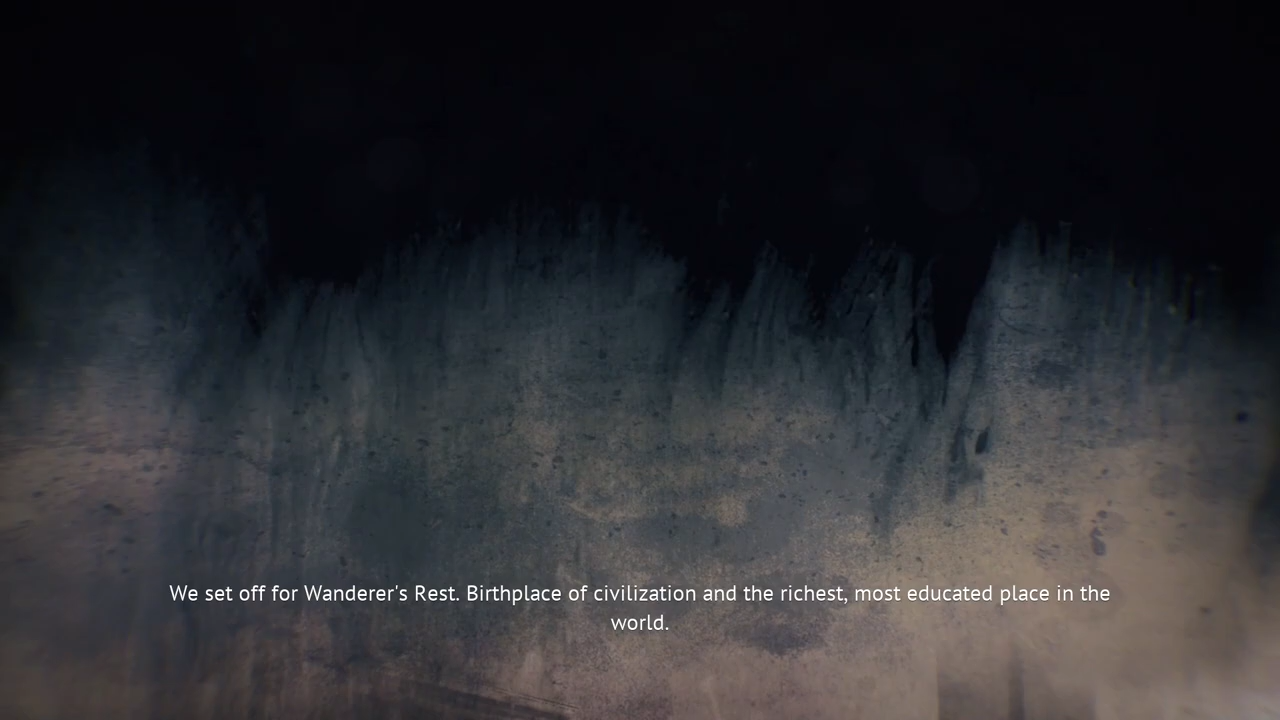 We set off for Wanderer's Rest. Birthplace of civilization and the richest, most educated place in the
world.